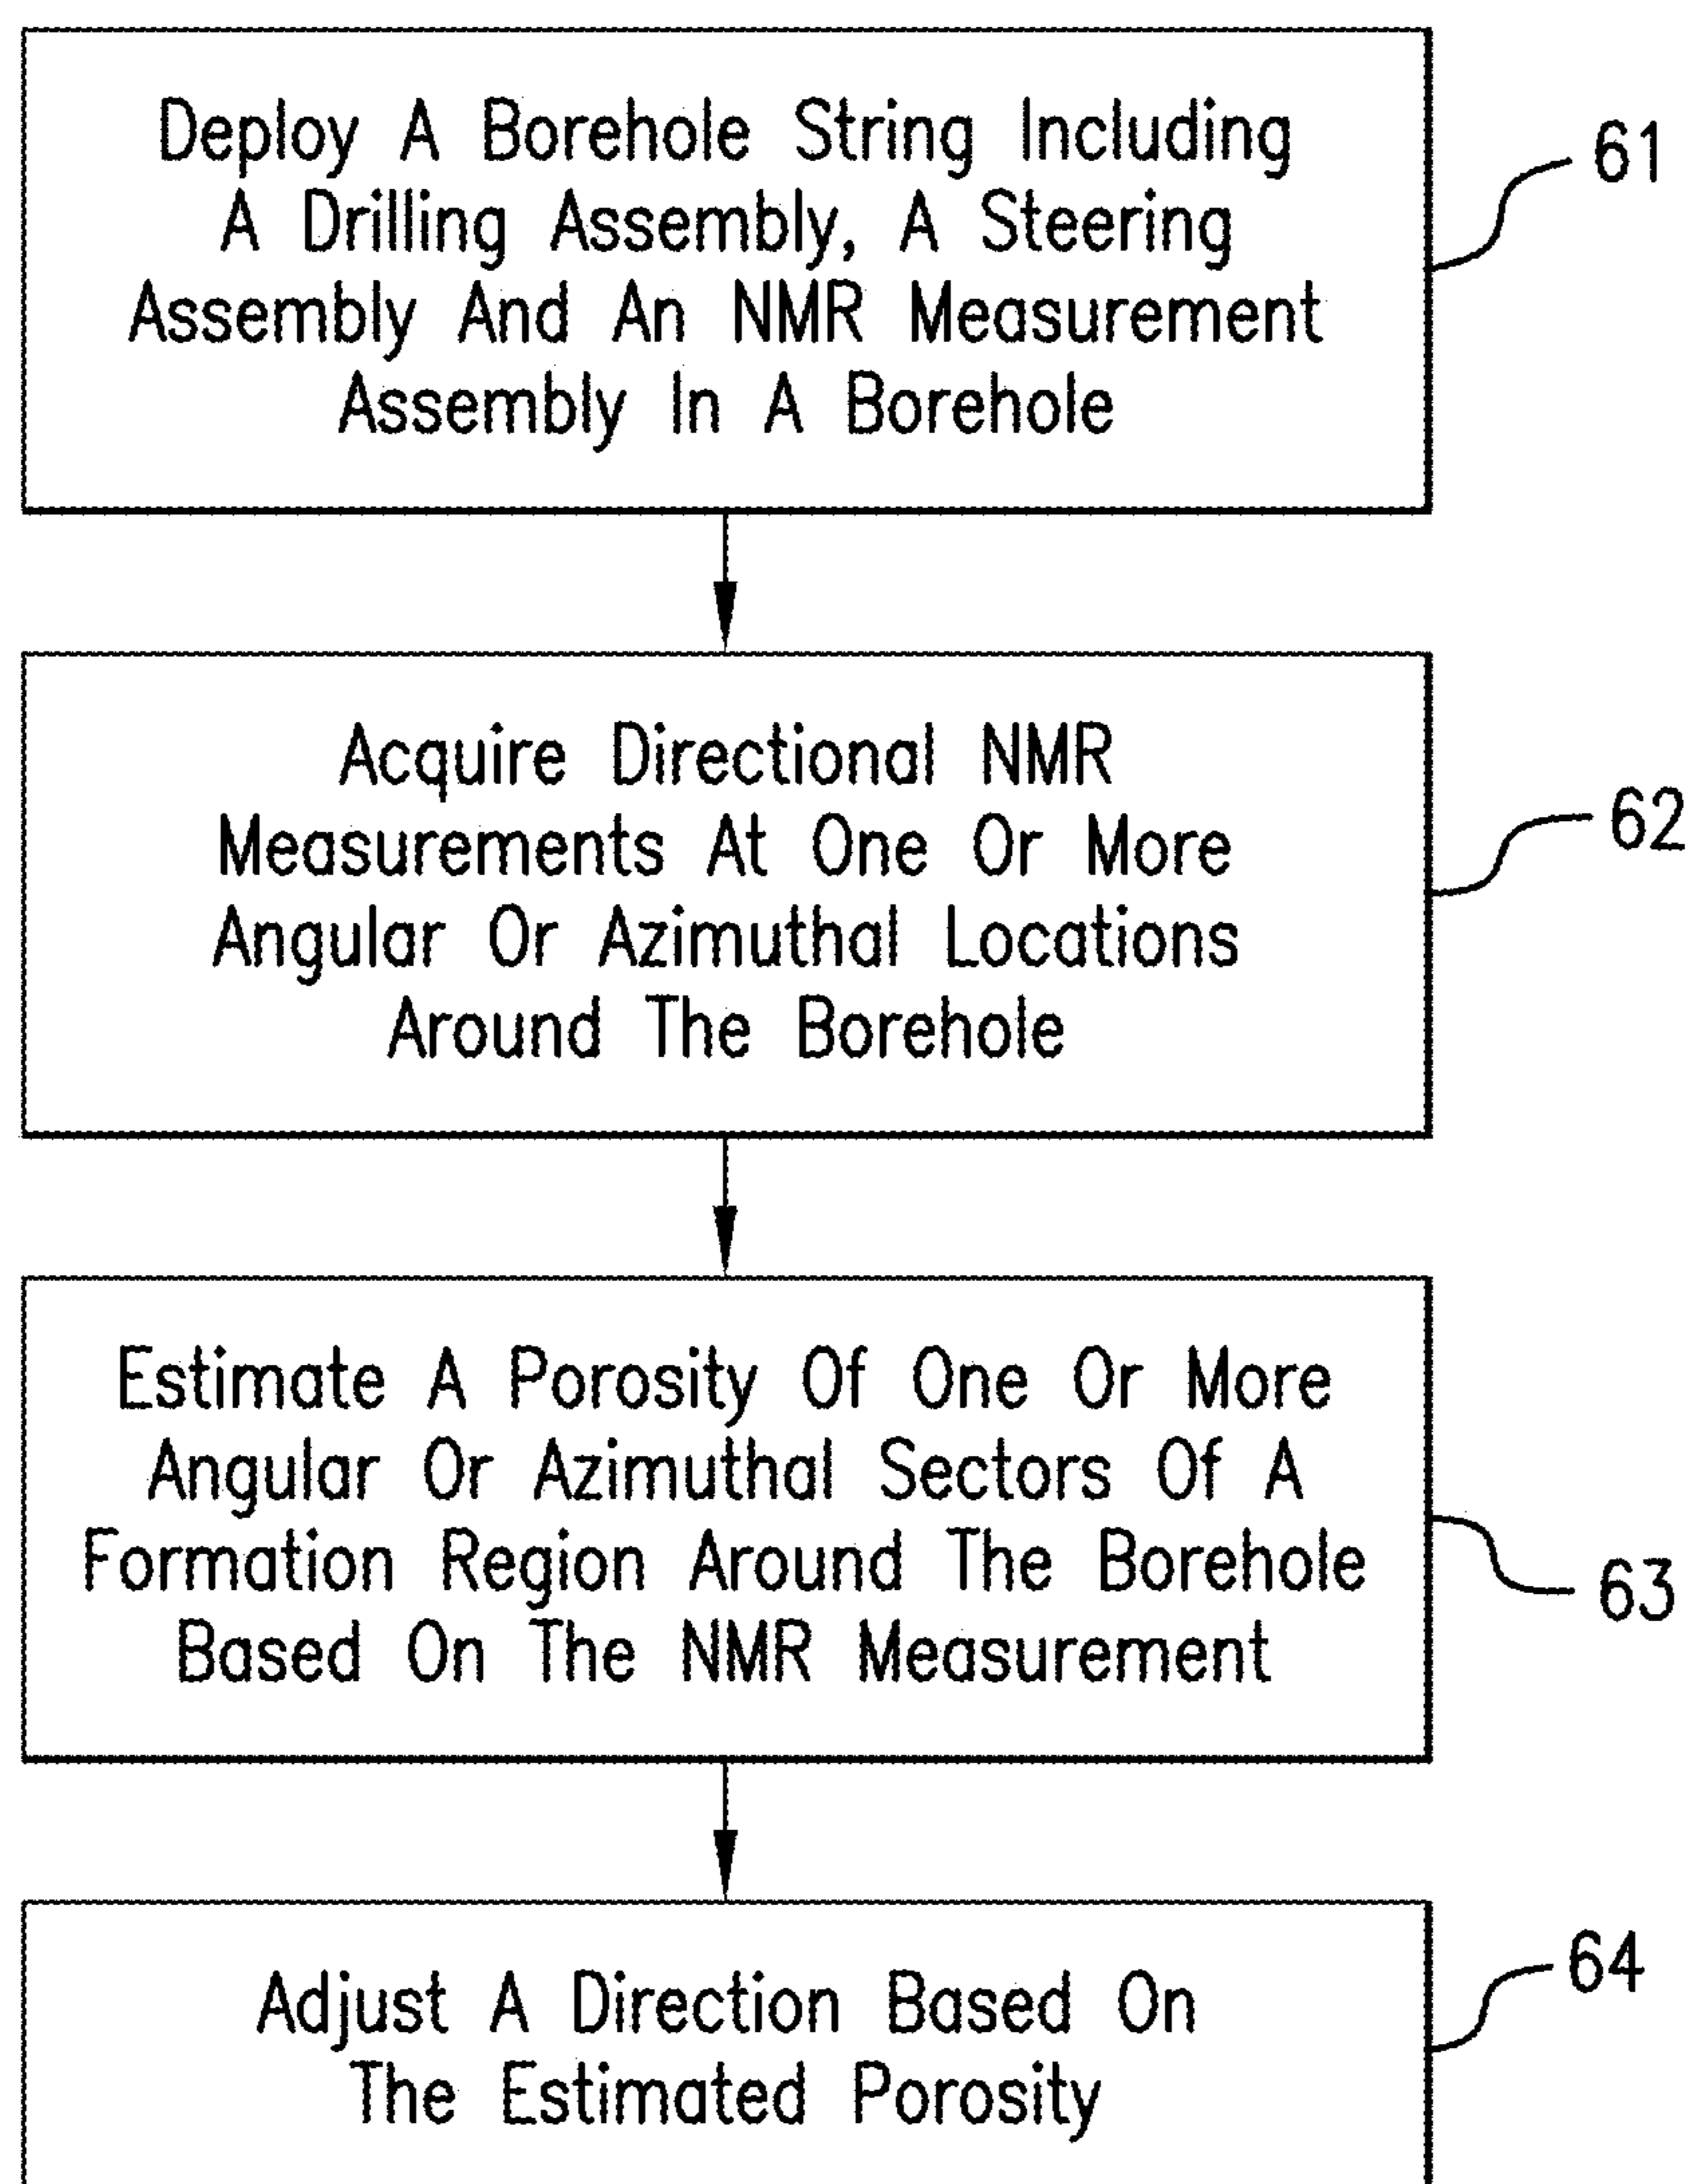 Deploy A Borehole String Including
A Drilling Assembly, A Steering
Assembly And An NMR Measurement
Assembly In A Borehole
61
Acquire Directional NMR
Measurements At One Or More
Angular Or Azimuthal Locations
Around The Borehole
62
Estimate A Porosity Of One Or More
Angular Or Azimuthal Sectors Of A
Formation Region Around The Borehole
Based On The NMR Measurement
63
Adjust A Direction Based On
The Estimated Porosity
64